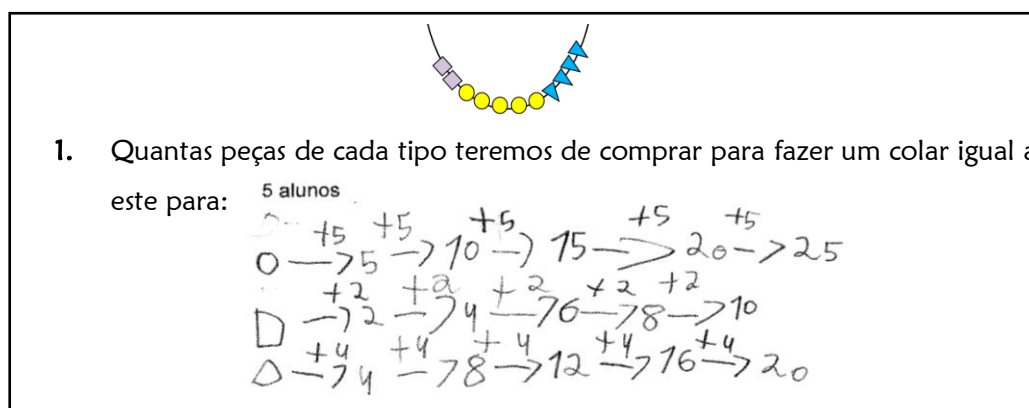 1. Quantas peças de cada tipo teremos de comprar para fazer um colar igual a
este para:
5 alunos
+5 +5 +5 +5 +5
O → 5 → 10 → 15 → 20 → 25
+2 +2 +2 +2 +2
□ → 2 → 4 → 6 → 8 → 10
+4 +4 +4 +4 +4
△ → 4 → 8 → 12 → 16 → 20